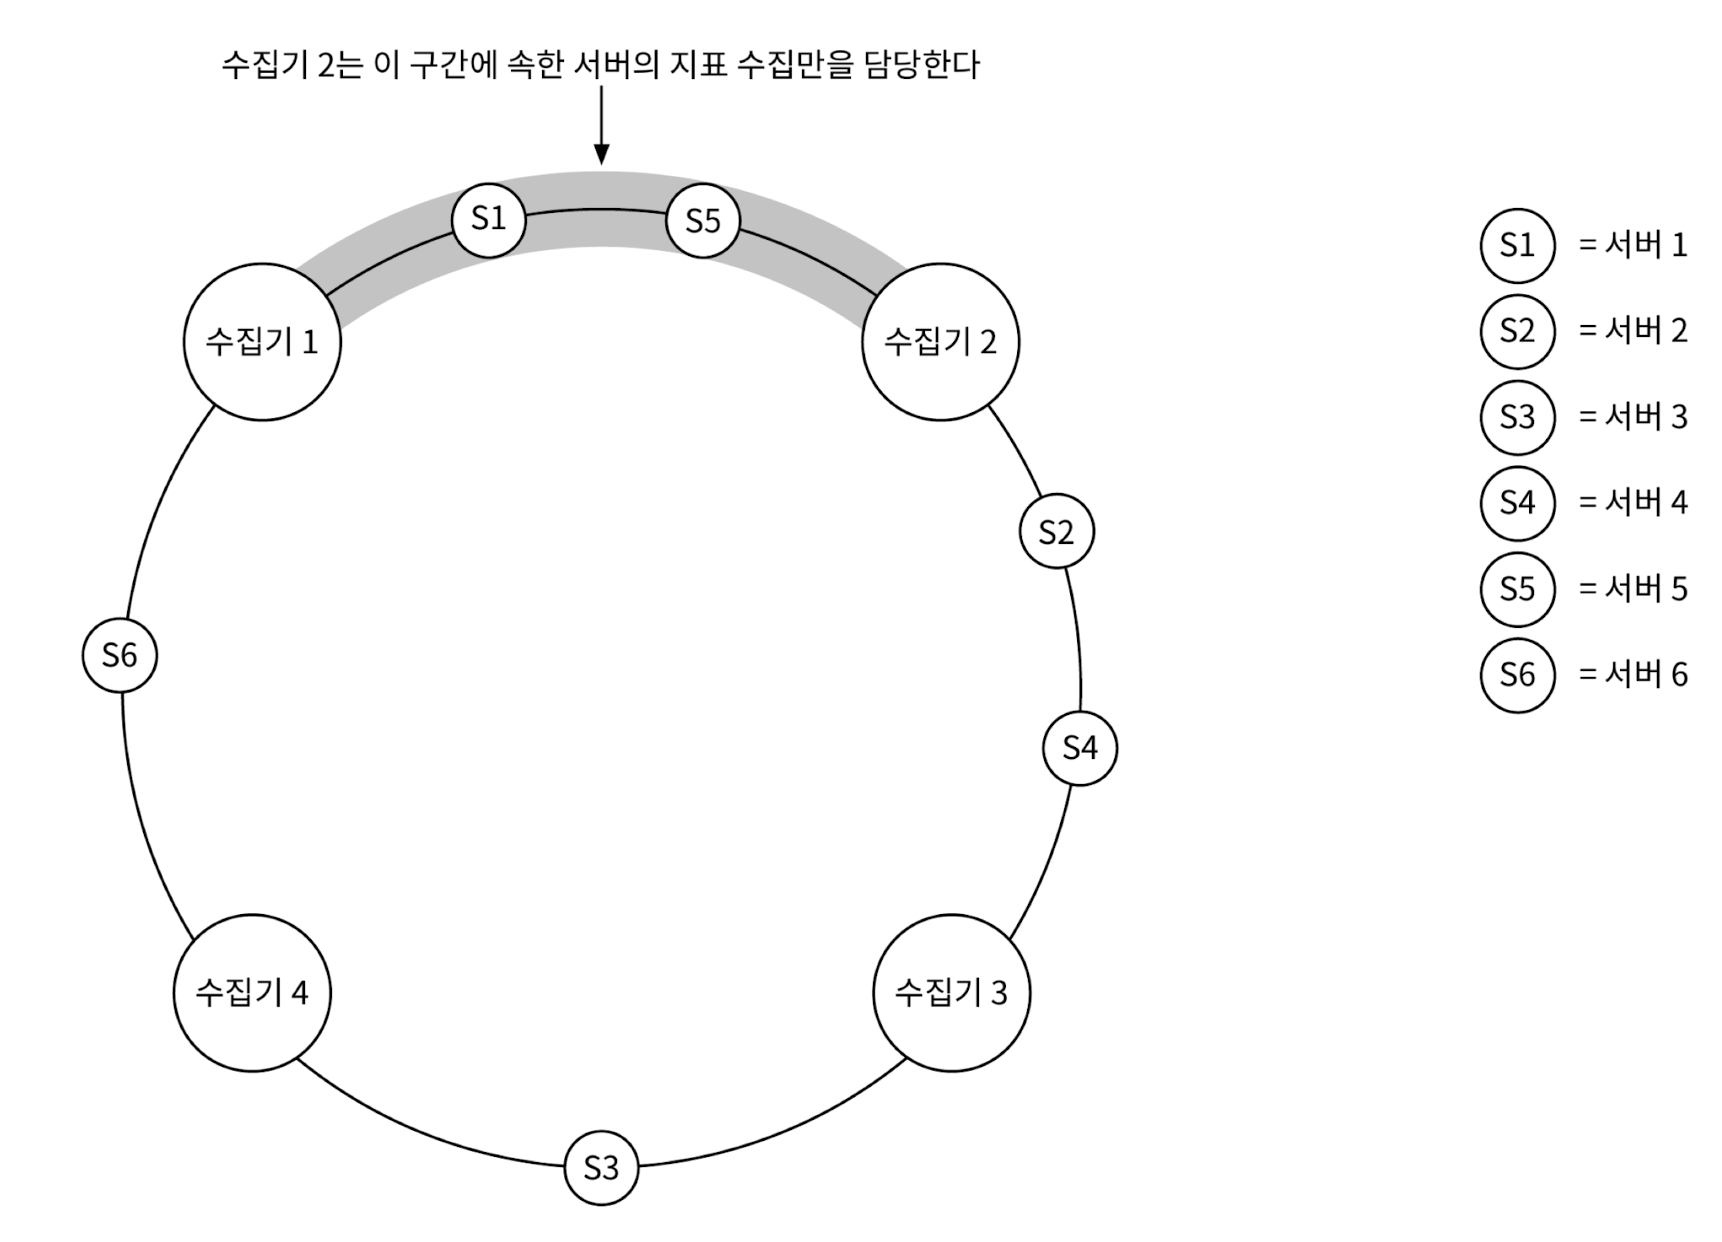 수집기 2는 이 구간에 속한 서버의 지표 수집만을 담당한다
S1
S5
수집기 1
수집기 2
S2
S6
S4
수집기 4
수집기 3
S3
S1 = 서버 1
S2 = 서버 2
S3 = 서버 3
S4 = 서버 4
S5 = 서버 5
S6 = 서버 6